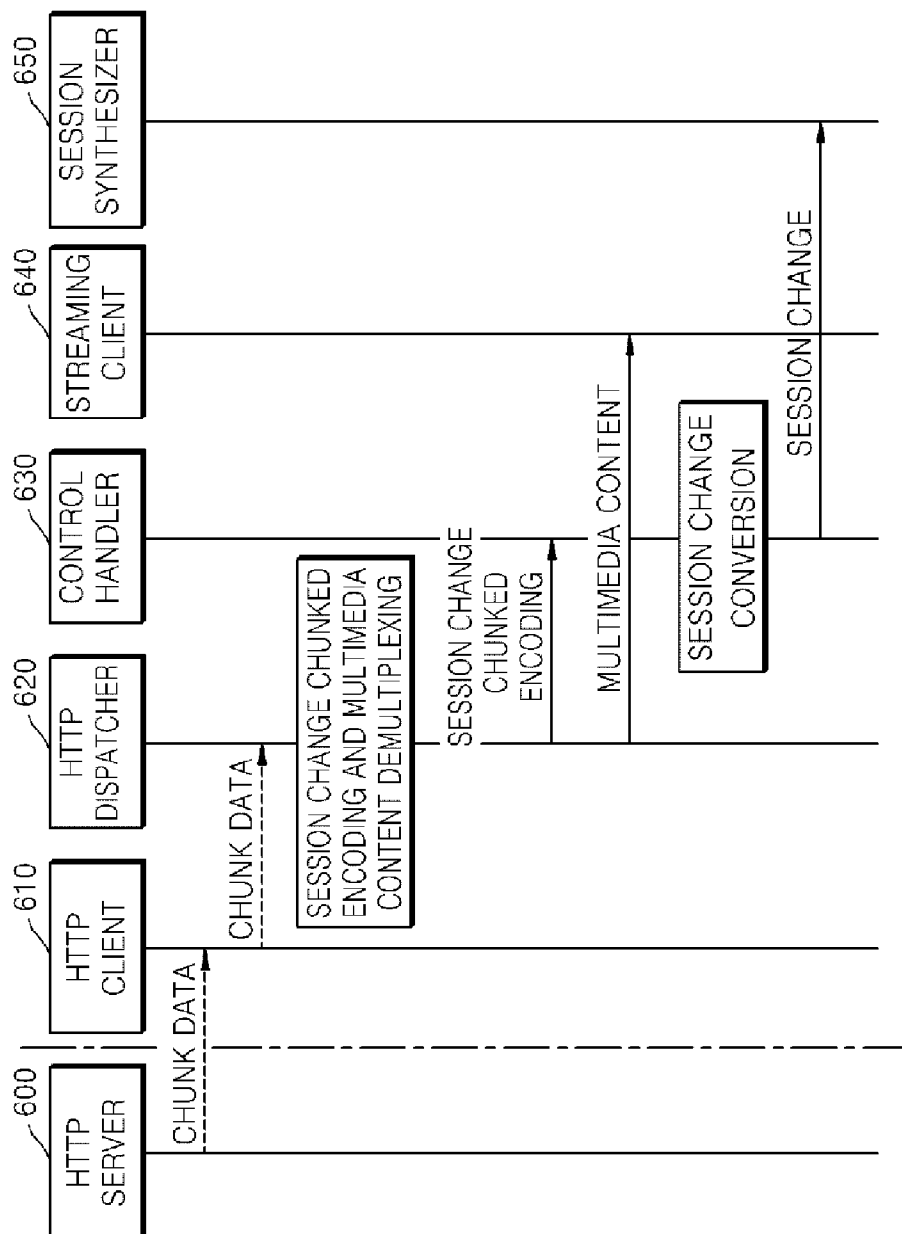 600
HTTP
SERVER
610
HTTP
CLIENT
620
HTTP
DISPATCHER
630
CONTROL
HANDLER
640
STREAMING
CLIENT
650
SESSION
SYNTHESIZER
CHUNK DATA
CHUNK DATA
SESSION CHANGE CHUNKED
ENCODING AND MULTIMEDIA
CONTENT DEMULTIPLEXING
SESSION CHANGE
CHUNKED
ENCODING
MULTIMEDIA CONTENT
SESSION CHANGE
CONVERSION
SESSION CHANGE